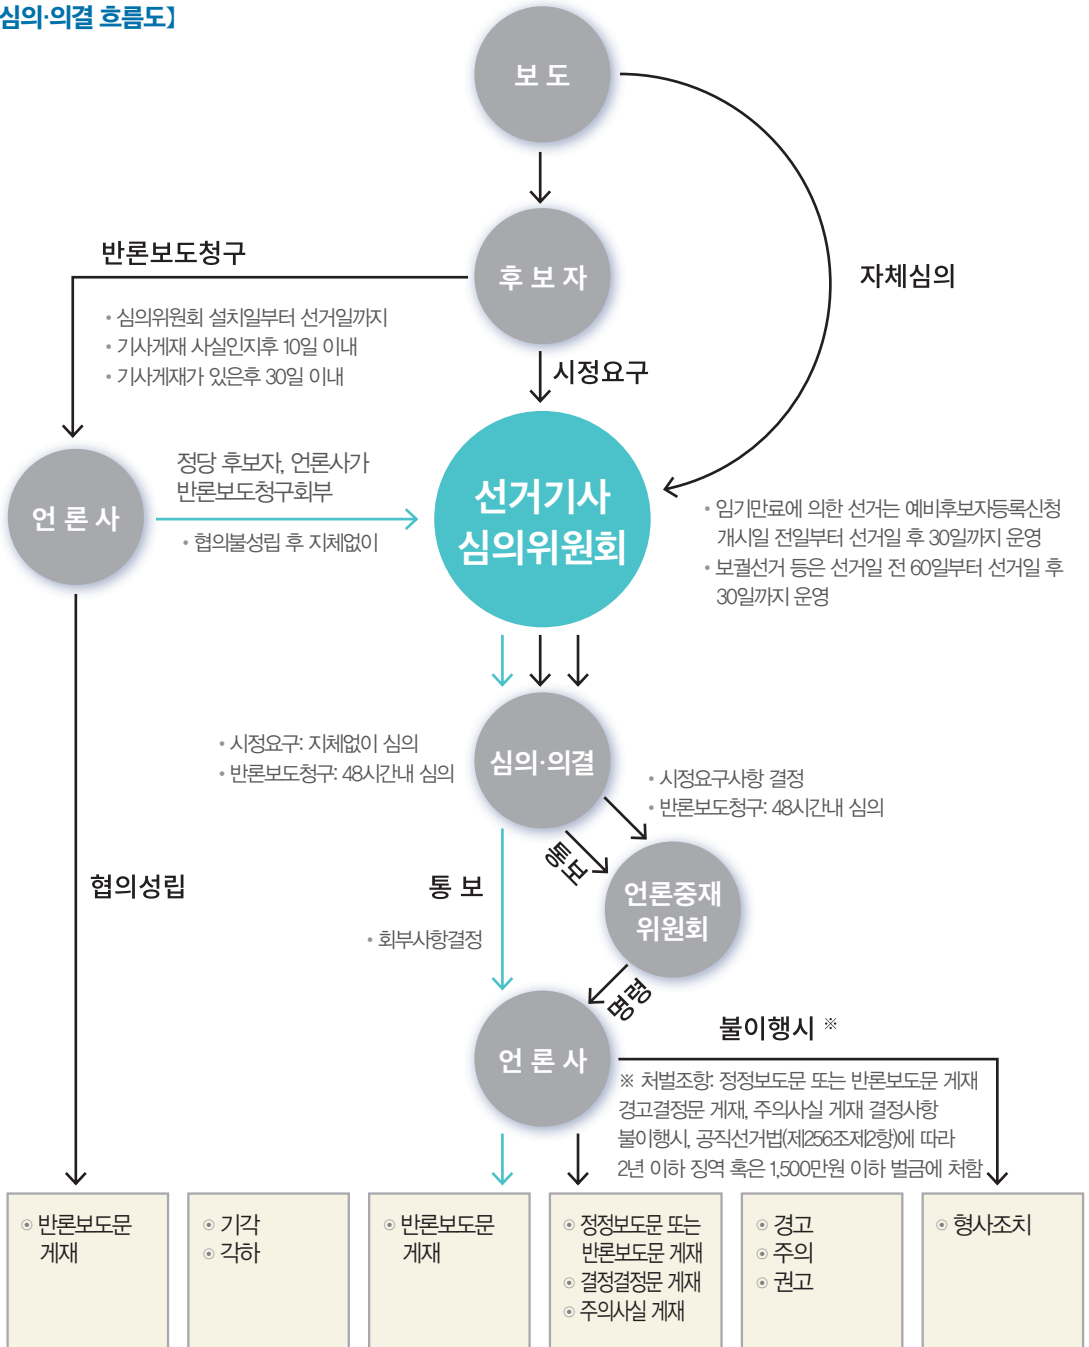 심의·의결 흐름도】
보 도
후 보 자
반론보도청구
• 심의위원회 설치일부터 선거일까지
• 기사게재 사실인지후 10일 이내
• 기사게재가 있은후 30일 이내
자체심의
시정요구
언 론 사
정당 후보자, 언론사가
반론보도청구회부
• 협의불성립 후 지체없이
선거기사
심의위원회
• 임기만료에 의한 선거는 예비후보자등록신청
개시일 전일부터 선거일 후 30일까지 운영
• 보궐선거 등은 선거일 전 60일부터 선거일 후
30일까지 운영
• 시정요구: 지체없이 심의
• 반론보도청구: 48시간내 심의
심의·의결
• 시정요구사항 결정
• 반론보도청구: 48시간내 심의
통보
협의성립
통 보
• 회부사항결정
언론중재
위원회
명령
언 론 사
불이행시 ※
※ 처벌조항: 정정보도문 또는 반론보도문 게재
경고결정문 게재, 주의사실 게재 결정사항
불이행시, 공직선거법(제256조제2항)에 따라
2년 이하 징역 혹은 1,500만원 이하 벌금에 처함
◉ 반론보도문
게재
◉ 기각
◉ 각하
◉ 반론보도문
게재
◉ 정정보도문 또는
반론보도문 게재
◉ 결정결정문 게재
◉ 주의사실 게재
◉ 경고
◉ 주의
◉ 권고
◉ 형사조치